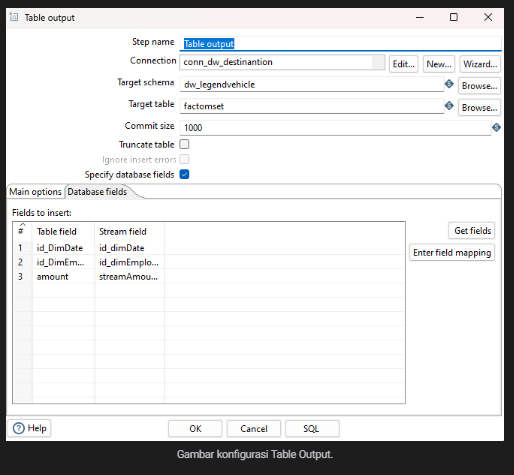 Table output
Step name Table output
Connection conn_dw_destinantion Edit... New... Wizard...
Target schema dw_legendvehicle Browse...
Target table factomset Browse...
Commit size 1000
Truncate table
Ignore insert errors
Specify database fields
Main options Database fields
Fields to insert:
# Table field Stream field
1 id_DimDate id_dimDate
2 id_DimEm... id_dimEmplo...
3 amount streamAmou...
Get fields
Enter field mapping
Help OK Cancel SQL
Gambar konfigurasi Table Output.